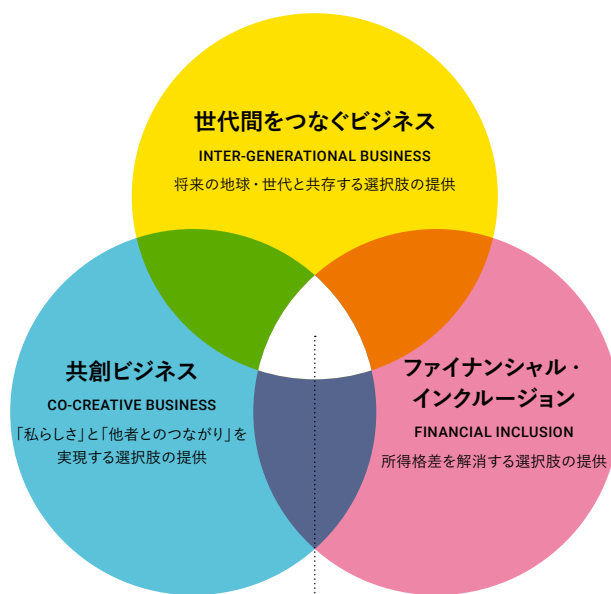 世代間をつなぐビジネス
INTER-GENERATIONAL BUSINESS
将来の地球・世代と共存する選択肢の提供
共創ビジネス
CO-CREATIVE BUSINESS
「私らしさ」と「他者とのつながり」を
実現する選択肢の提供
ファイナンシャル・
インクルージョン
FINANCIAL INCLUSION
所得格差を解消する選択肢の提供